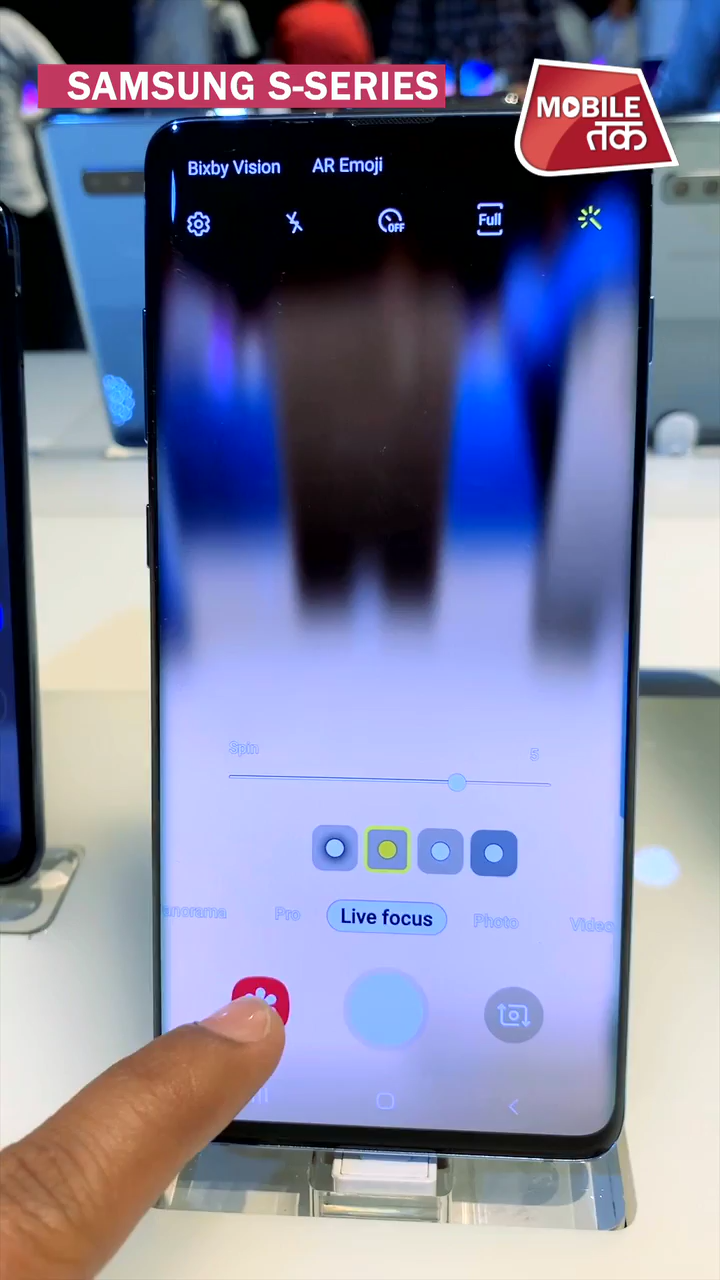 SAMSUNG S-SERIES
MOBILE
तक
Bixby Vision AR Emoji
OFF
Full
Spin 5
anorama Pro Live focus Photo Video